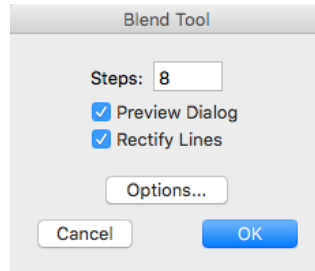 Blend Tool
Steps: 8
Preview Dialog
Rectify Lines
Options...
Cancel OK